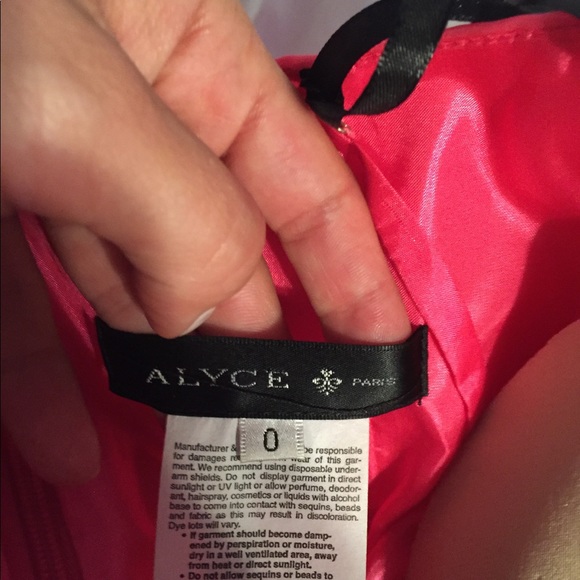 ALYCE PARIS
0
Manufacturer & be responsible
for damages of this gar-
ment. We recommend using disposable under-
arm shields. Do not display garment in direct
sunlight or UV light or allow perfume, deodor-
ant, hairspray, cosmetics or liquids with alcohol
base to come into contact with sequins, beads
and fabric as this may result in discoloration.
Dye lots will vary.
• If garment should become damp-
ened by perspiration or moisture,
dry in a well ventilated area, away
from heat or direct sunlight.
• Do not allow sequins or beads to